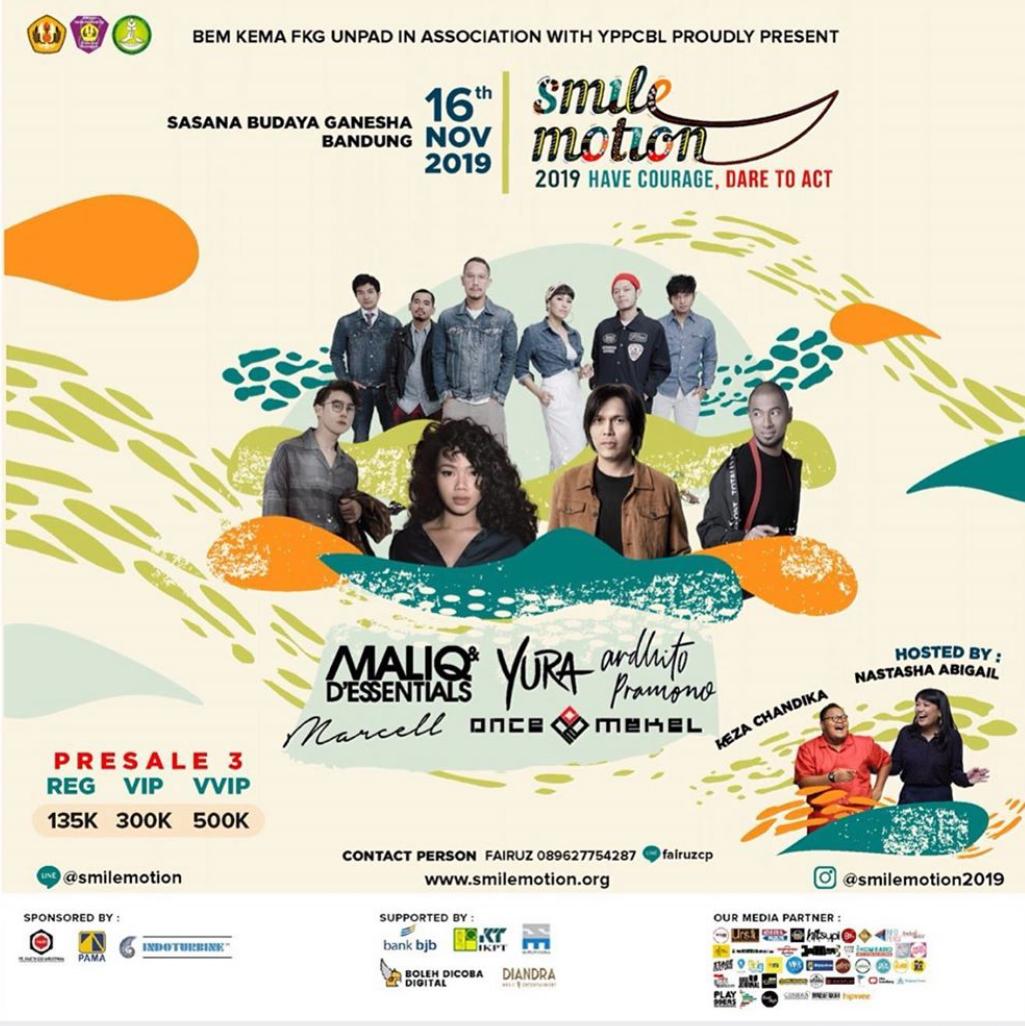 BEM KEMA FKG UNPAD IN ASSOCIATION WITH YPPCBL PROUDLY PRESENT
SASANA BUDAYA GANESHA
BANDUNG
16th
NOV
2019
smile
motion
2019 HAVE COURAGE, DARE TO ACT
MALIQ &
D'ESSENTIALS
YURA
ardhito
Pramono
Marcell
ONCE MEKEL
HOSTED BY :
NASTASHA ABIGAIL
KEZA CHANDIKA
PRESALE 3
REG VIP VVIP
135K 300K 500K
CONTACT PERSON FAIRUZ 089627754287 LINE fairuzcp
www.smilemotion.org
LINE @smilemotion
@smilemotion2019
SPONSORED BY :
PAMA
INDOTURBINE
SUPPORTED BY :
bank bjb
IKPT
BOLEH DICOBA
DIGITAL
DIANDRA
OUR MEDIA PARTNER :